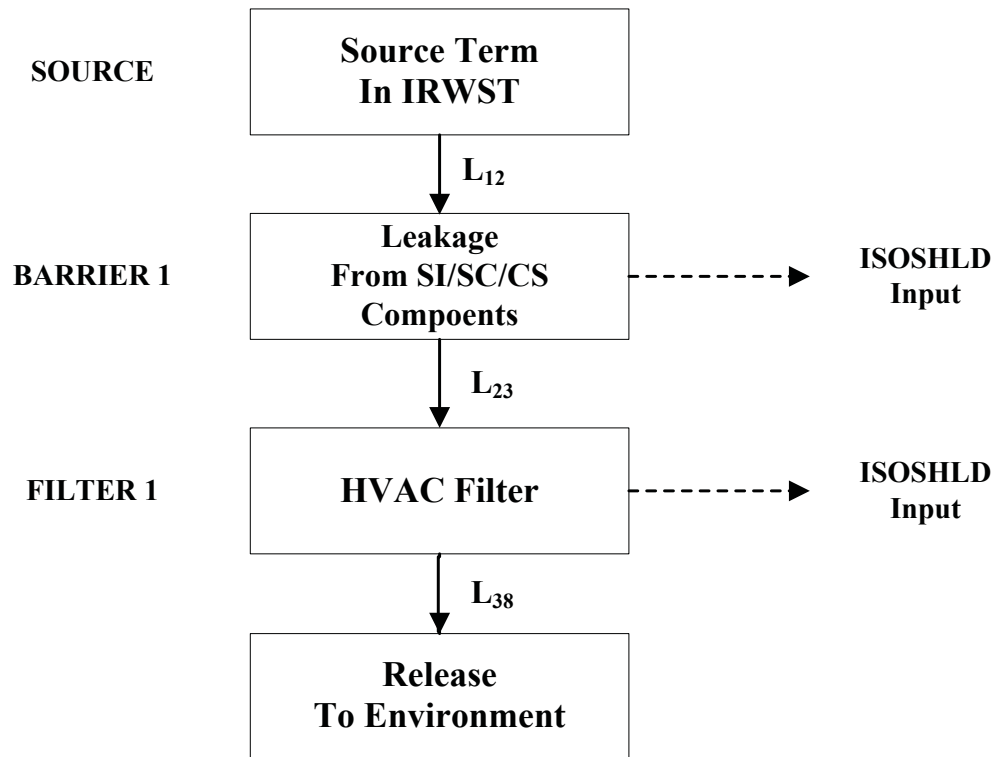 SOURCE
Source Term
In IRWST
L₁₂
BARRIER 1
Leakage
From SI/SC/CS
Compoents
ISOSHLD
Input
L₂₃
FILTER 1
HVAC Filter
ISOSHLD
Input
L₃₈
Release
To Environment